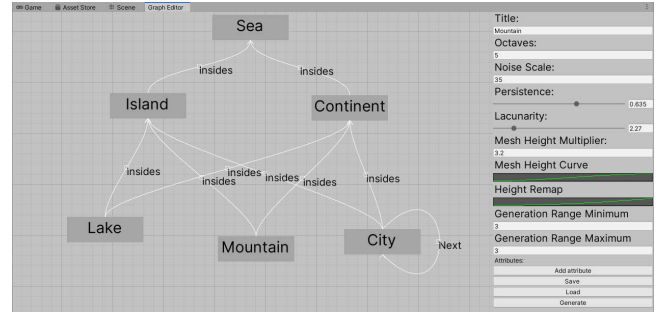 Game Asset Store Scene Graph Editor
Sea
insides insides
Island Continent
insides insides insides insides insides insides
Lake Mountain City Next
Title:
Mountain
Octaves:
5
Noise Scale:
35
Persistence:
0.635
Lacunarity:
2.27
Mesh Height Multiplier:
3.2
Mesh Height Curve
Height Remap
Generation Range Minimum
3
Generation Range Maximum
3
Attributes:
Add attribute
Save
Load
Generate